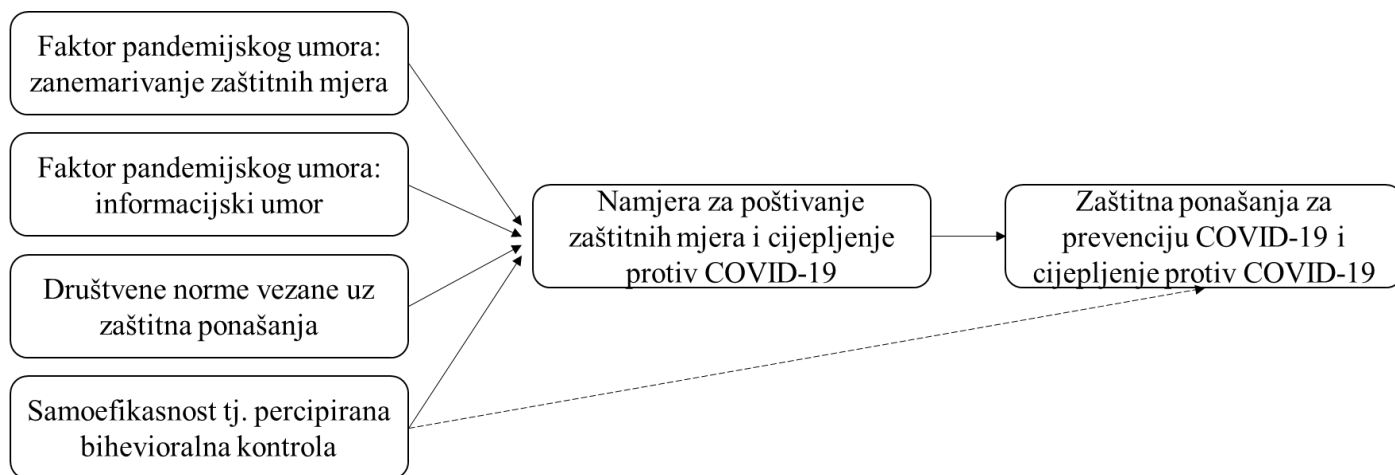 Faktor pandemijskog umora:
zanemarivanje zaštitnih mjera
Faktor pandemijskog umora:
informacijski umor
Društvene norme vezane uz
zaštitna ponašanja
Samoefikasnost tj. percipirana
bihevioralna kontrola
Namjera za poštivanje
zaštitnih mjera i cijepljenje
protiv COVID-19
Zaštitna ponašanja za
prevenciju COVID-19 i
cijepljenje protiv COVID-19